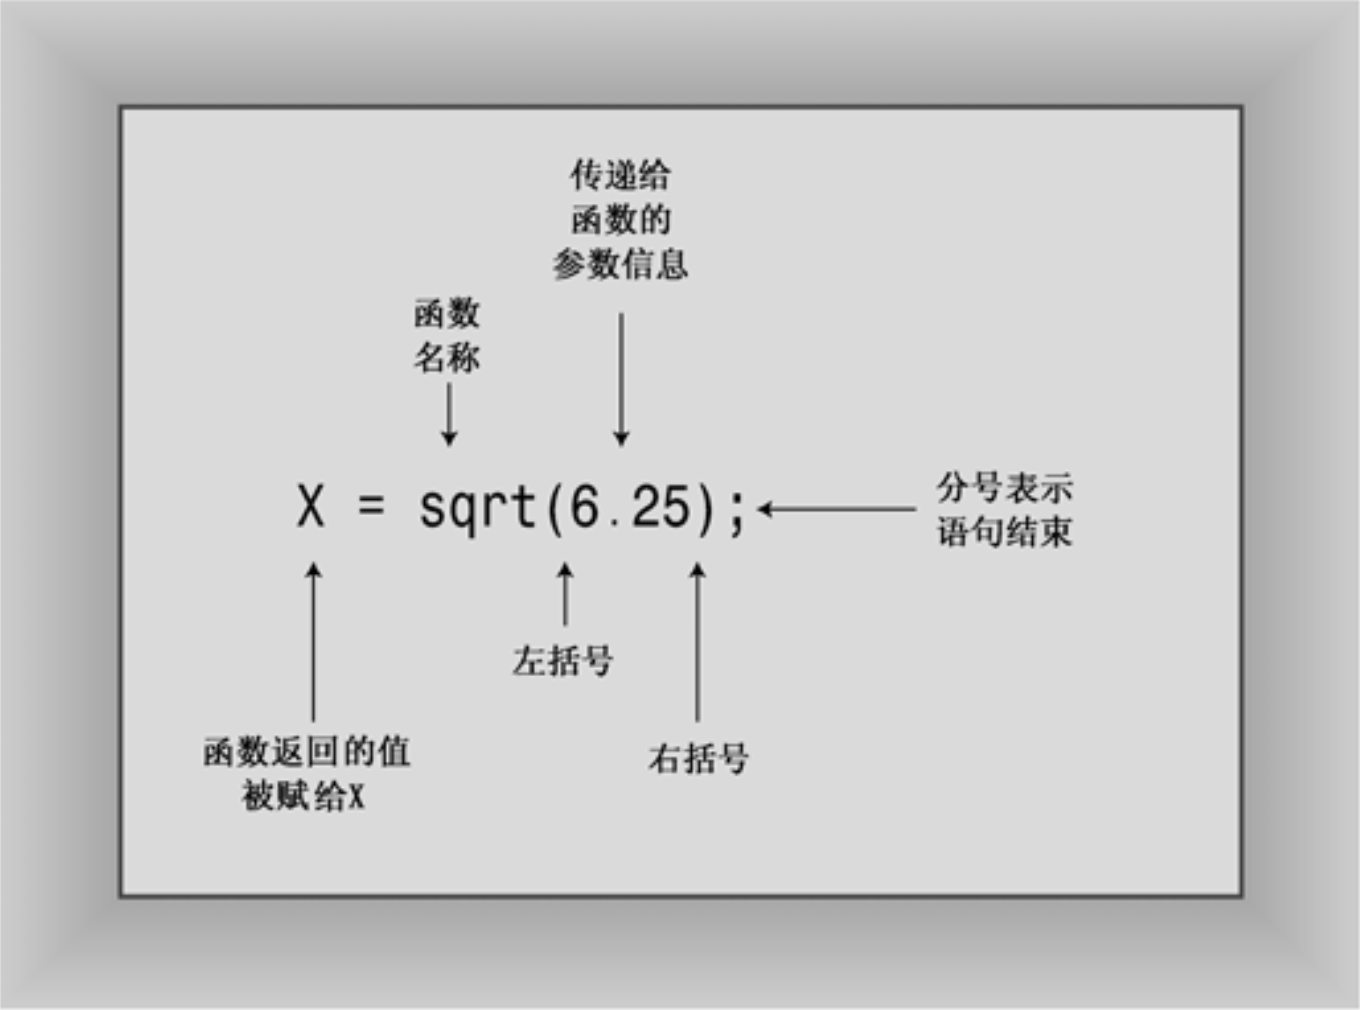 传递给
函数的
参数信息
函数
名称
X = sqrt(6.25);
分号表示
语句结束
左括号
右括号
函数返回的值
被赋给X